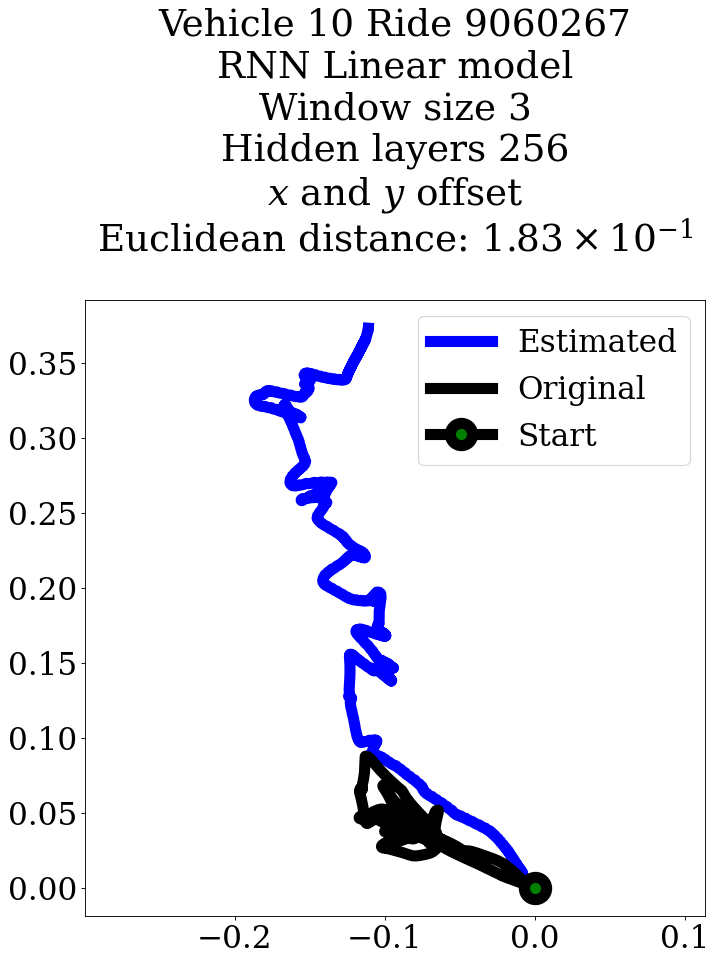 Vehicle 10 Ride 9060267
RNN Linear model
Window size 3
Hidden layers 256
x and y offset
Euclidean distance: 1.83 × 10⁻¹
Estimated
Original
Start
0.35
0.30
0.25
0.20
0.15
0.10
0.05
0.00
−0.2 −0.1 0.0 0.1